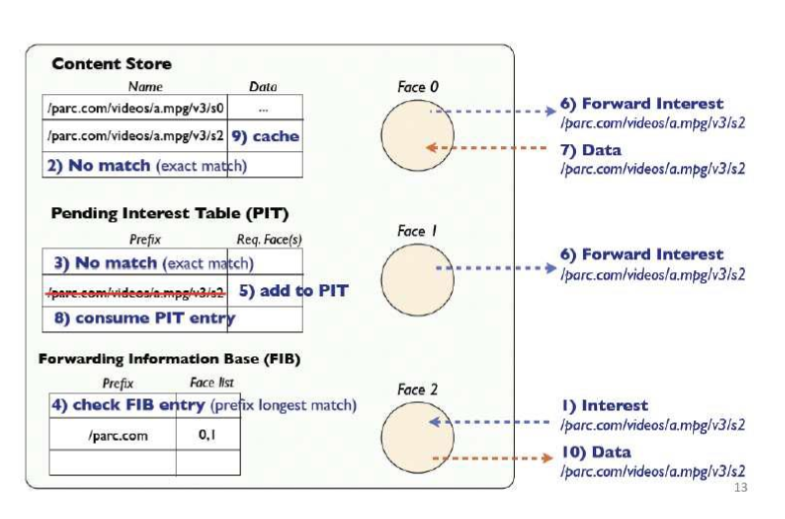 Content Store
Name Data
/parc.com/videos/a.mpg/v3/s0 ...
/parc.com/videos/a.mpg/v3/s2 9) cache
2) No match (exact match)
Pending Interest Table (PIT)
Prefix Req. Face(s)
3) No match (exact match)
/parc.com/videos/a.mpg/v3/s2 5) add to PIT
8) consume PIT entry
Forwarding Information Base (FIB)
Prefix Face list
4) check FIB entry (prefix longest match)
/parc.com 0,1
Face 0
6) Forward Interest
/parc.com/videos/a.mpg/v3/s2
7) Data
/parc.com/videos/a.mpg/v3/s2
Face 1
6) Forward Interest
/parc.com/videos/a.mpg/v3/s2
Face 2
1) Interest
/parc.com/videos/a.mpg/v3/s2
10) Data
/parc.com/videos/a.mpg/v3/s2
13